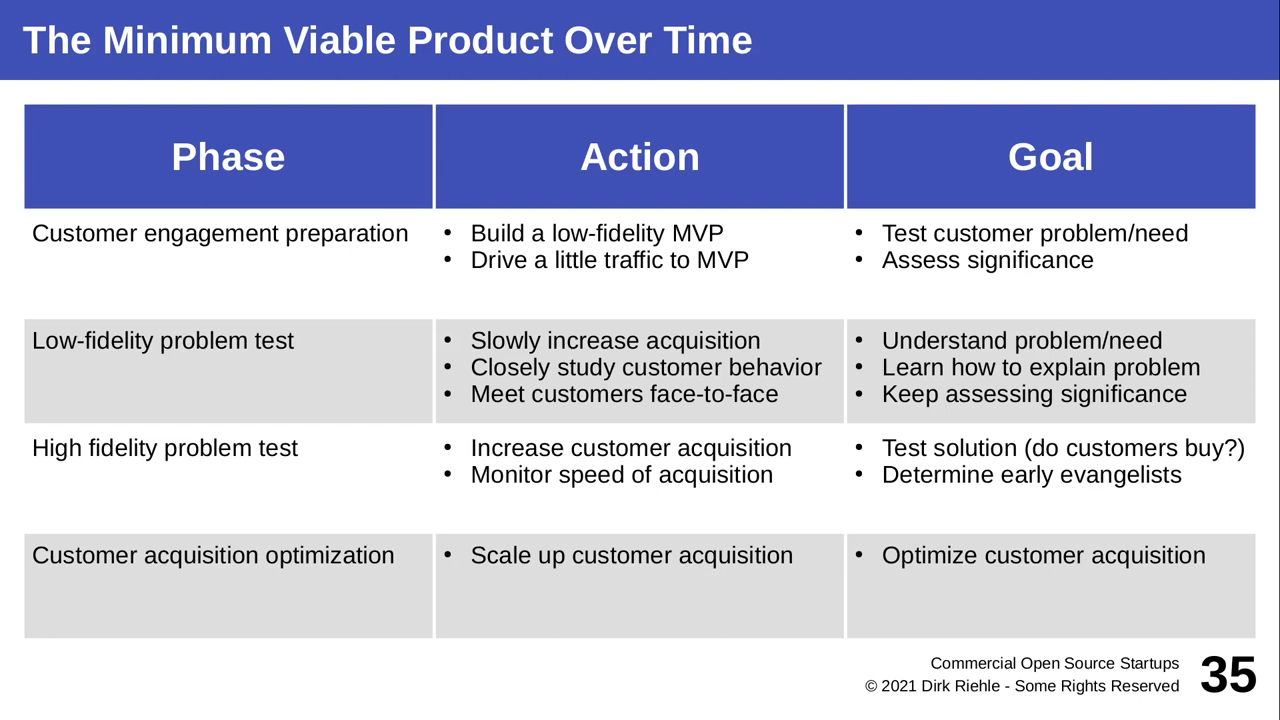 The Minimum Viable Product Over Time
Phase
Action
Goal
Customer engagement preparation
• Build a low-fidelity MVP
• Drive a little traffic to MVP
• Test customer problem/need
• Assess significance
Low-fidelity problem test
• Slowly increase acquisition
• Closely study customer behavior
• Meet customers face-to-face
• Understand problem/need
• Learn how to explain problem
• Keep assessing significance
High fidelity problem test
• Increase customer acquisition
• Monitor speed of acquisition
• Test solution (do customers buy?)
• Determine early evangelists
Customer acquisition optimization
• Scale up customer acquisition
• Optimize customer acquisition
Commercial Open Source Startups
© 2021 Dirk Riehle - Some Rights Reserved
35